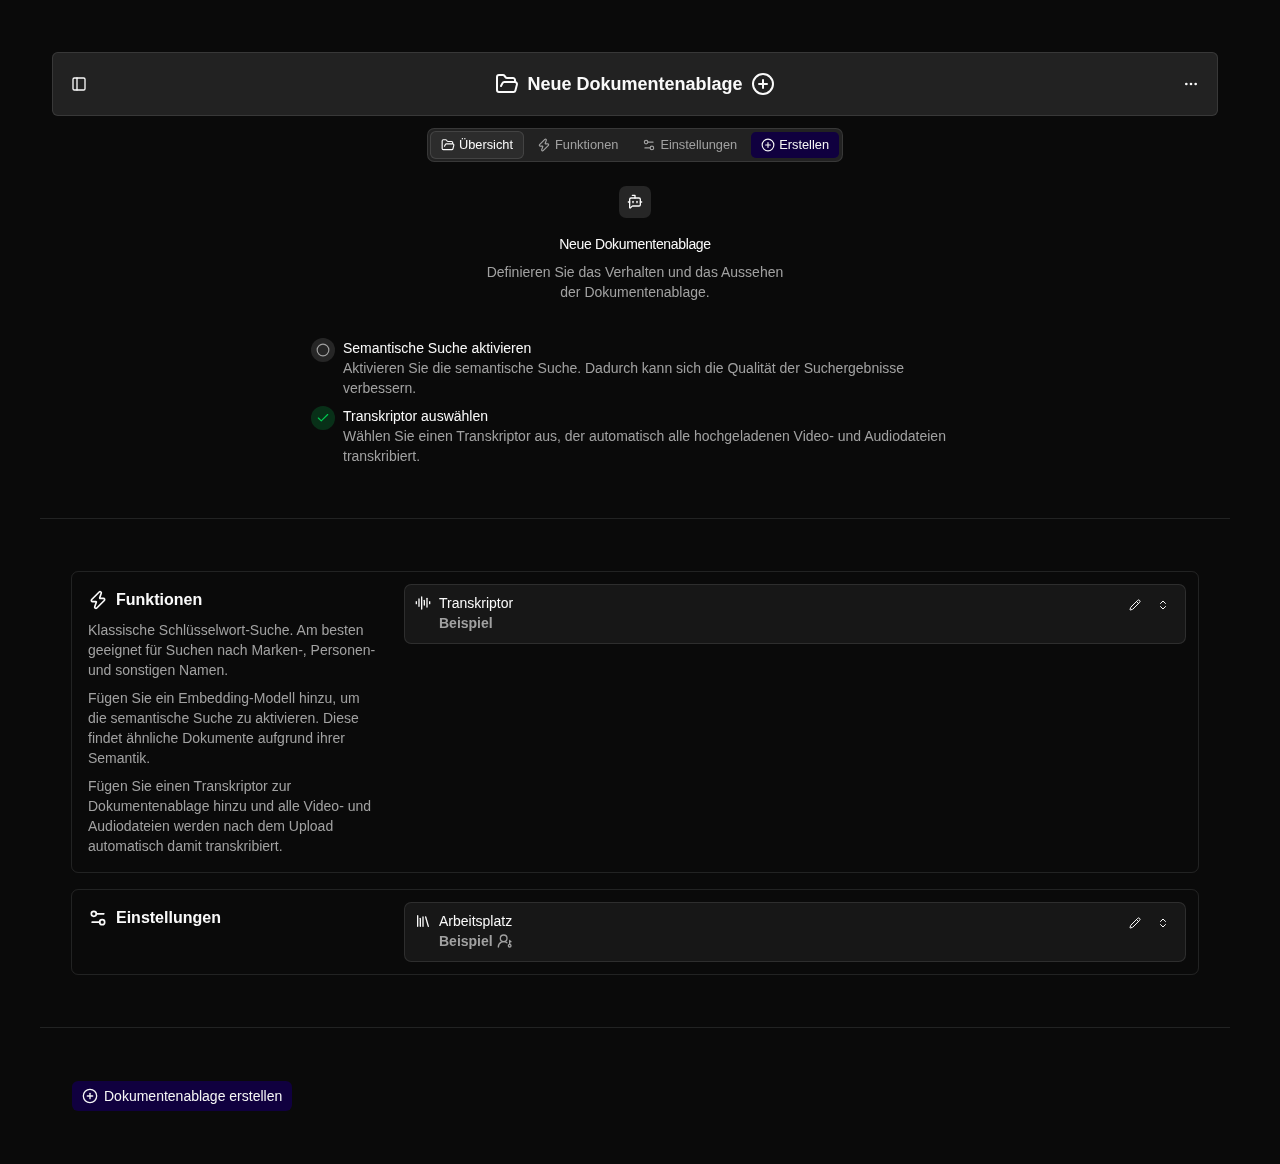 Neue Dokumentenablage
Übersicht
Funktionen
Einstellungen
Erstellen
Neue Dokumentenablage
Definieren Sie das Verhalten und das Aussehen
der Dokumentenablage.
Semantische Suche aktivieren
Aktivieren Sie die semantische Suche. Dadurch kann sich die Qualität der Suchergebnisse
verbessern.
Transkriptor auswählen
Wählen Sie einen Transkriptor aus, der automatisch alle hochgeladenen Video- und Audiodateien
transkribiert.
Funktionen
Klassische Schlüsselwort-Suche. Am besten
geeignet für Suchen nach Marken-, Personen-
und sonstigen Namen.
Fügen Sie ein Embedding-Modell hinzu, um
die semantische Suche zu aktivieren. Diese
findet ähnliche Dokumente aufgrund ihrer
Semantik.
Fügen Sie einen Transkriptor zur
Dokumentenablage hinzu und alle Video- und
Audiodateien werden nach dem Upload
automatisch damit transkribiert.
Transkriptor
Beispiel
Einstellungen
Arbeitsplatz
Beispiel
Dokumentenablage erstellen